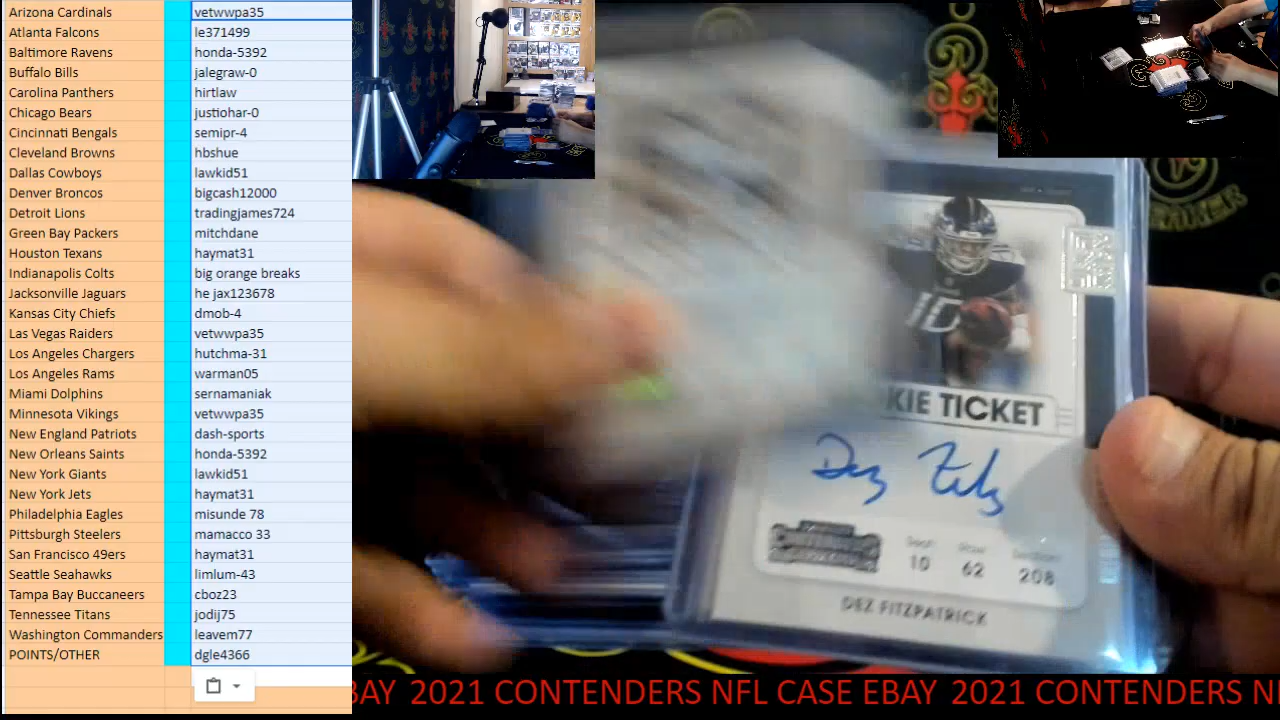 Arizona Cardinals vetwwpa35
Atlanta Falcons le371499
Baltimore Ravens honda-5392
Buffalo Bills jalegraw-0
Carolina Panthers hirtlaw
Chicago Bears justiohar-0
Cincinnati Bengals semipr-4
Cleveland Browns hbshue
Dallas Cowboys lawkid51
Denver Broncos bigcash12000
Detroit Lions tradingjames724
Green Bay Packers mitchdane
Houston Texans haymat31
Indianapolis Colts big orange breaks
Jacksonville Jaguars he jax123678
Kansas City Chiefs dmob-4
Las Vegas Raiders vetwwpa35
Los Angeles Chargers hutchma-31
Los Angeles Rams warman05
Miami Dolphins sernamaniak
Minnesota Vikings vetwwpa35
New England Patriots dash-sports
New Orleans Saints honda-5392
New York Giants lawkid51
New York Jets haymat31
Philadelphia Eagles misunde 78
Pittsburgh Steelers mamacco 33
San Francisco 49ers haymat31
Seattle Seahawks limlum-43
Tampa Bay Buccaneers cboz23
Tennessee Titans jodij75
Washington Commanders leavem77
POINTS/OTHER dgle4366
KIE TICKET
CONTENDERS
10 62 208
DEZ FITZPATRICK
BAY 2021 CONTENDERS NFL CASE EBAY 2021 CONTENDERS N